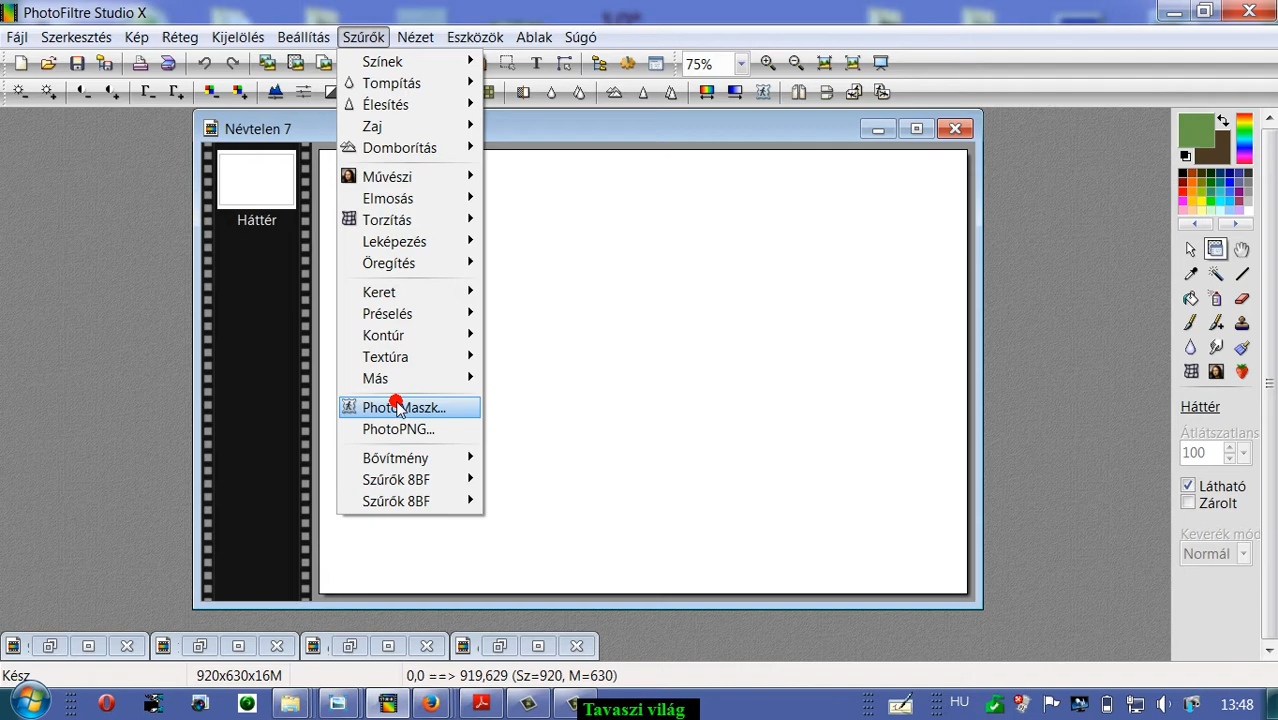 PhotoFiltre Studio X
Fájl Szerkesztés Kép Réteg Kijelölés Beállítás Szűrők Nézet Eszközök Ablak Súgó
75%
Névtelen 7
Háttér
Színek
Tompítás
Élesítés
Zaj
Domborítás
Művészi
Elmosás
Torzítás
Leképezés
Öregítés
Keret
Préselés
Kontúr
Textúra
Más
PhotoMaszk...
PhotoPNG...
Bővítmény
Szűrők 8BF
Szűrők 8BF
Háttér
Átlátszatlans
100
Látható
Zárolt
Keverék mód
Normál
Kész 920x630x16M 0,0 ==> 919,629 (Sz=920, M=630)
HU 13:48
Tavaszi világ